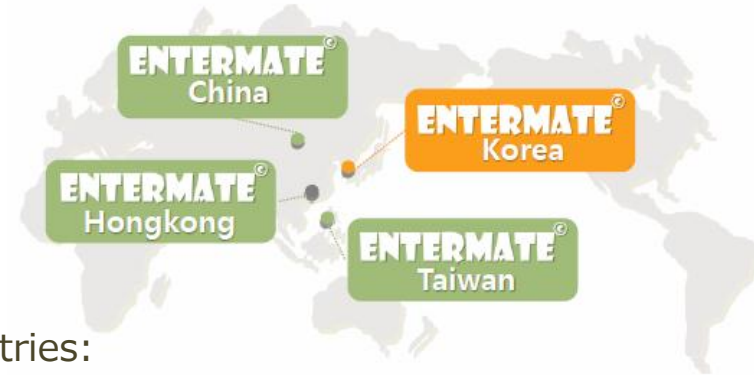 ENTERMATE©
China
ENTERMATE©
Korea
ENTERMATE©
Hongkong
ENTERMATE©
Taiwan
tries: